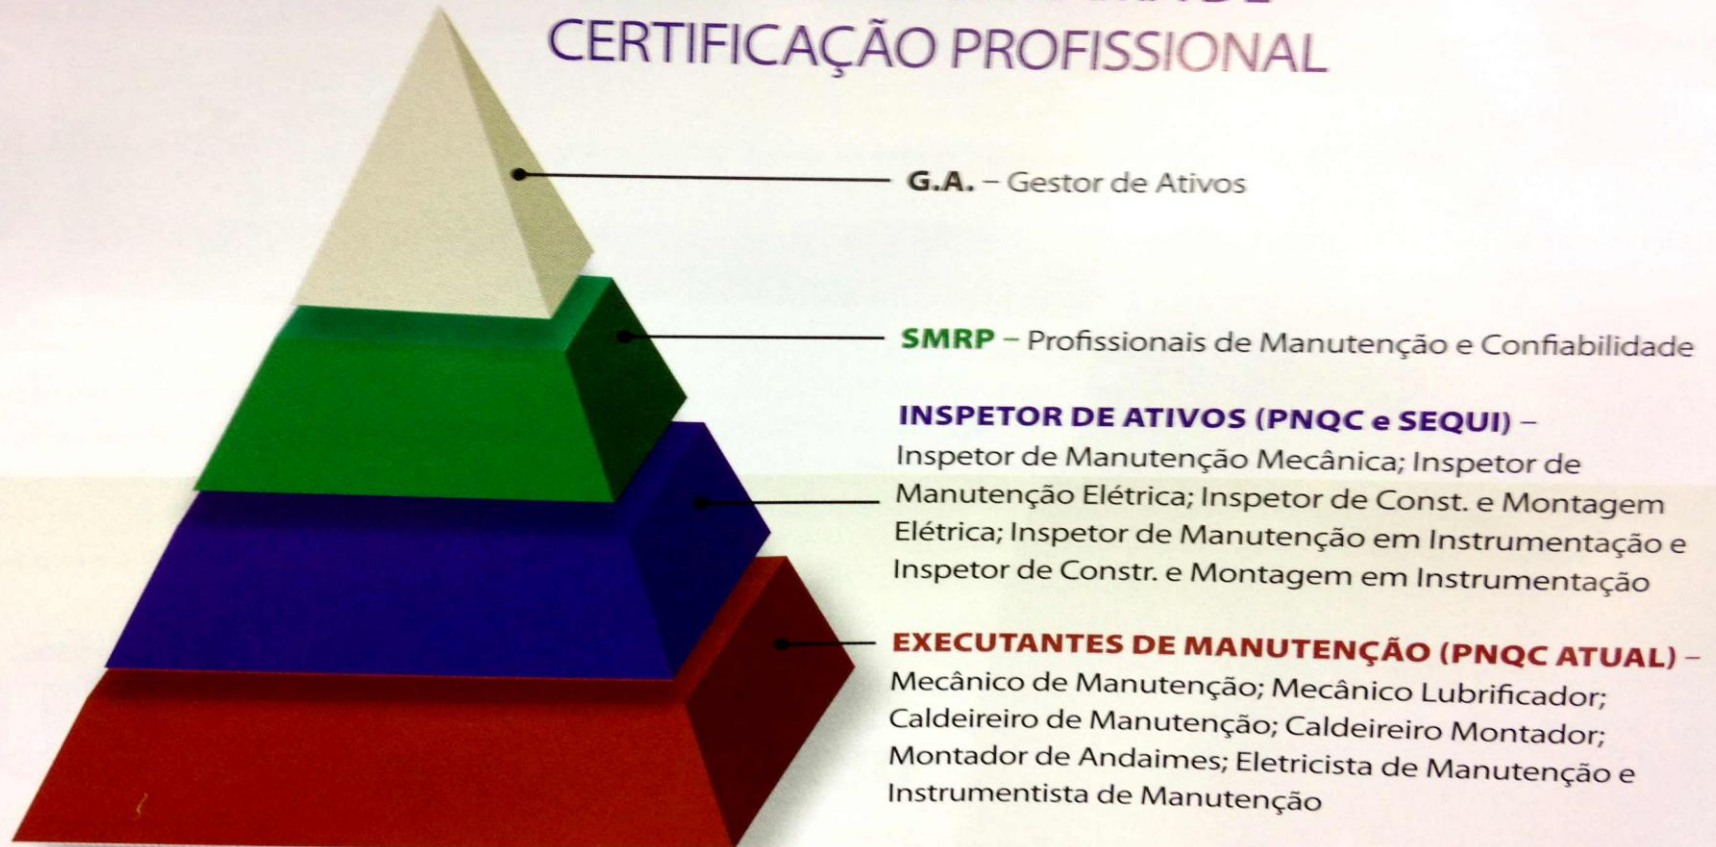 CERTIFICAÇÃO PROFISSIONAL
G.A. – Gestor de Ativos
SMRP – Profissionais de Manutenção e Confiabilidade
INSPETOR DE ATIVOS (PNQC e SEQUI) –
Inspetor de Manutenção Mecânica; Inspetor de
Manutenção Elétrica; Inspetor de Const. e Montagem
Elétrica; Inspetor de Manutenção em Instrumentação e
Inspetor de Constr. e Montagem em Instrumentação
EXECUTANTES DE MANUTENÇÃO (PNQC ATUAL) –
Mecânico de Manutenção; Mecânico Lubrificador;
Caldeireiro de Manutenção; Caldeireiro Montador;
Montador de Andaimes; Eletricista de Manutenção e
Instrumentista de Manutenção